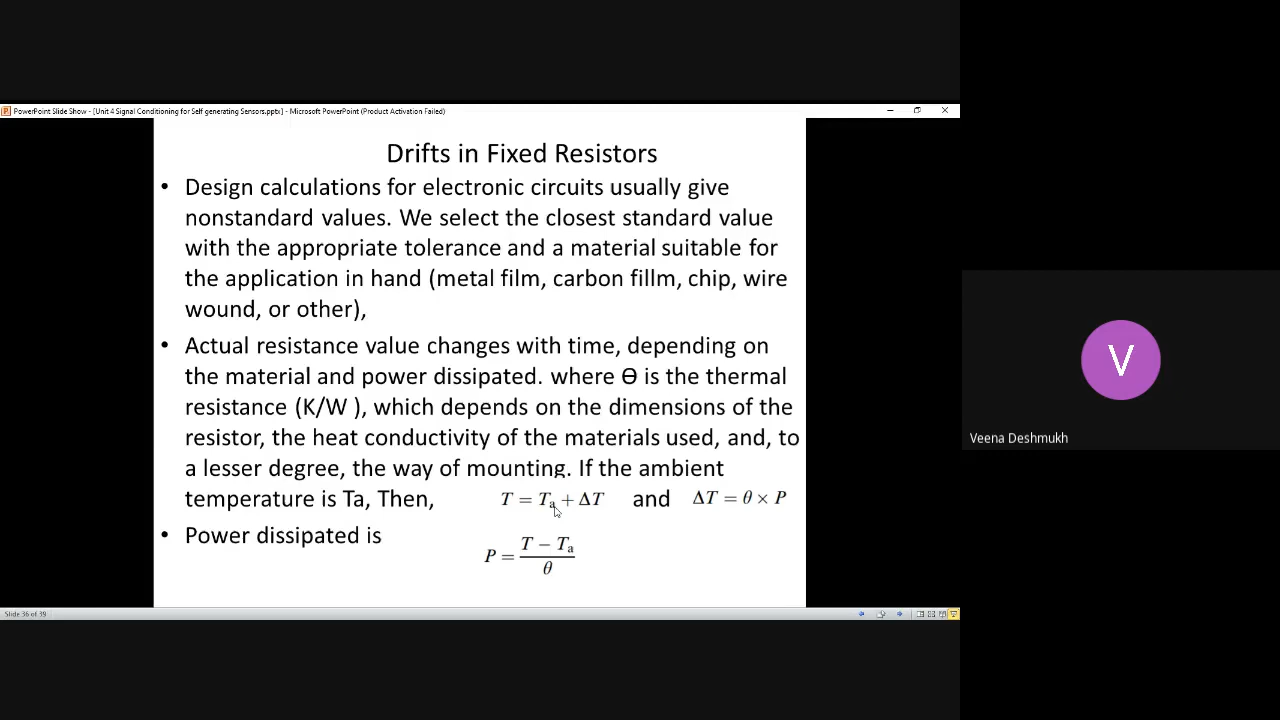 PowerPoint Slide Show - [Unit 4 Signal Conditioning for Self generating Sensors.pptx] - Microsoft PowerPoint (Product Activation Failed)
Drifts in Fixed Resistors
• Design calculations for electronic circuits usually give
nonstandard values. We select the closest standard value
with the appropriate tolerance and a material suitable for
the application in hand (metal film, carbon fillm, chip, wire
wound, or other),
• Actual resistance value changes with time, depending on
the material and power dissipated. where Ɵ is the thermal
resistance (K/W ), which depends on the dimensions of the
resistor, the heat conductivity of the materials used, and, to
a lesser degree, the way of mounting. If the ambient
temperature is Ta, Then, T = Ta + ΔT and ΔT = θ × P
• Power dissipated is P = (T − Ta) / θ
Slide 36 of 39
V
Veena Deshmukh